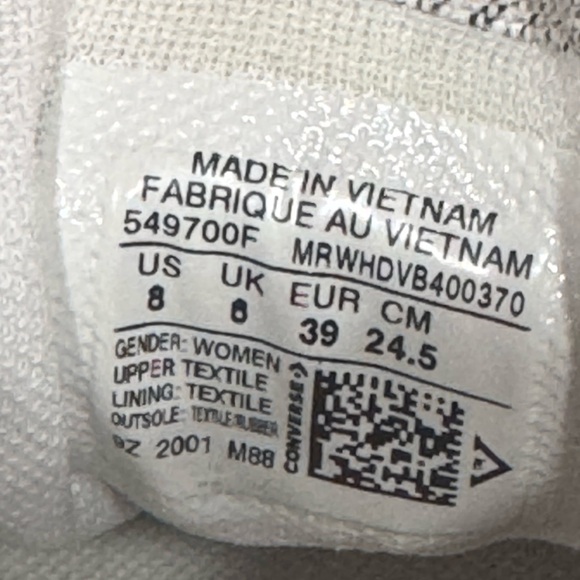 MADE IN VIETNAM
FABRIQUE AU VIETNAM
549700F MRWHDVB400370
US UK EUR CM
8 6 39 24.5
GENDER: WOMEN
UPPER TEXTILE
LINING: TEXTILE
OUTSOLE: TEXTILE/RUBBER
CONVERSE
2001 M88